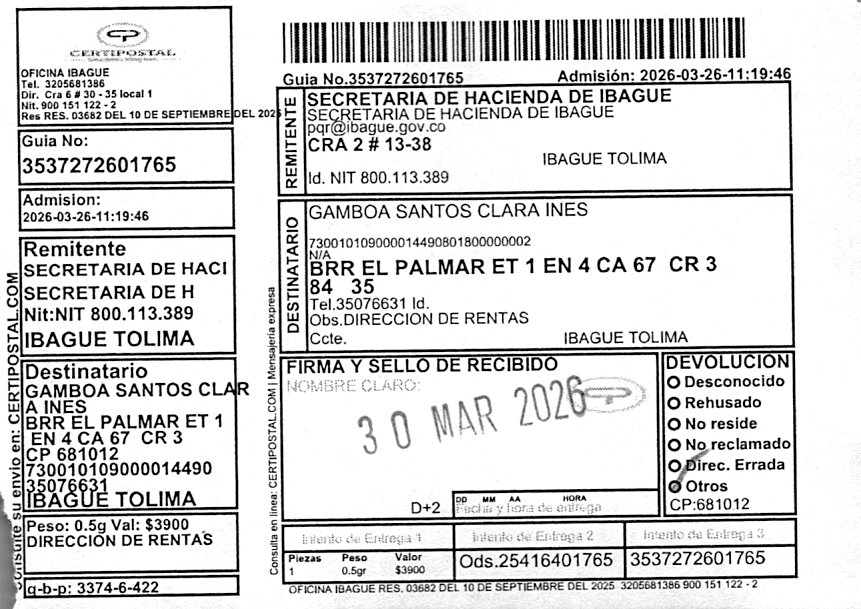 CERTIPOSTAL
OFICINA IBAGUE
Tel. 3205681386
Dir. Cra 6 # 30 - 35 local 1
Nit. 900 151 122 - 2
Res RES. 03682 DEL 10 DE SEPTIEMBRE DEL 2025
Guia No:
3537272601765
Admision:
2026-03-26-11:19:46
Remitente
SECRETARIA DE HACI
SECRETARIA DE H
Nit:NIT 800.113.389
IBAGUE TOLIMA
Destinatario
GAMBOA SANTOS CLAR
A INES
BRR EL PALMAR ET 1
EN 4 CA 67 CR 3
CP 681012
730010109000014490
35076631
IBAGUE TOLIMA
Peso: 0.5g Val: $3900
DIRECCIÓN DE RENTAS
q-b-p: 3374-6-422
Consulte su envio en: CERTIPOSTAL.COM
Guia No.3537272601765 Admisión: 2026-03-26-11:19:46
REMITENTE
SECRETARIA DE HACIENDA DE IBAGUE
SECRETARIA DE HACIENDA DE IBAGUE
pqr@ibague.gov.co
CRA 2 # 13-38
IBAGUE TOLIMA
Id. NIT 800.113.389
DESTINATARIO
GAMBOA SANTOS CLARA INES
730010109000014490801800000002
N/A
BRR EL PALMAR ET 1 EN 4 CA 67 CR 3
84 35
Tel.35076631 Id.
Obs.DIRECCION DE RENTAS
Ccte. IBAGUE TOLIMA
Consulta en línea: CERTIPOSTAL.COM | Mensajería expresa
FIRMA Y SELLO DE RECIBIDO
NOMBRE CLARO:
30 MAR 2026
D+2
DD MM AA HORA
Fecha y hora de entrega
DEVOLUCION
Desconocido
Rehusado
No reside
No reclamado
Direc. Errada
Otros
CP:681012
Intento de Entrega 1 Intento de Entrega 2 Intento de Entrega 3
Piezas Peso Valor
1 0.5gr $3900
Ods.25416401765 3537272601765
OFICINA IBAGUE RES. 03682 DEL 10 DE SEPTIEMBRE DEL 2025 3205681386 900 151 122 - 2